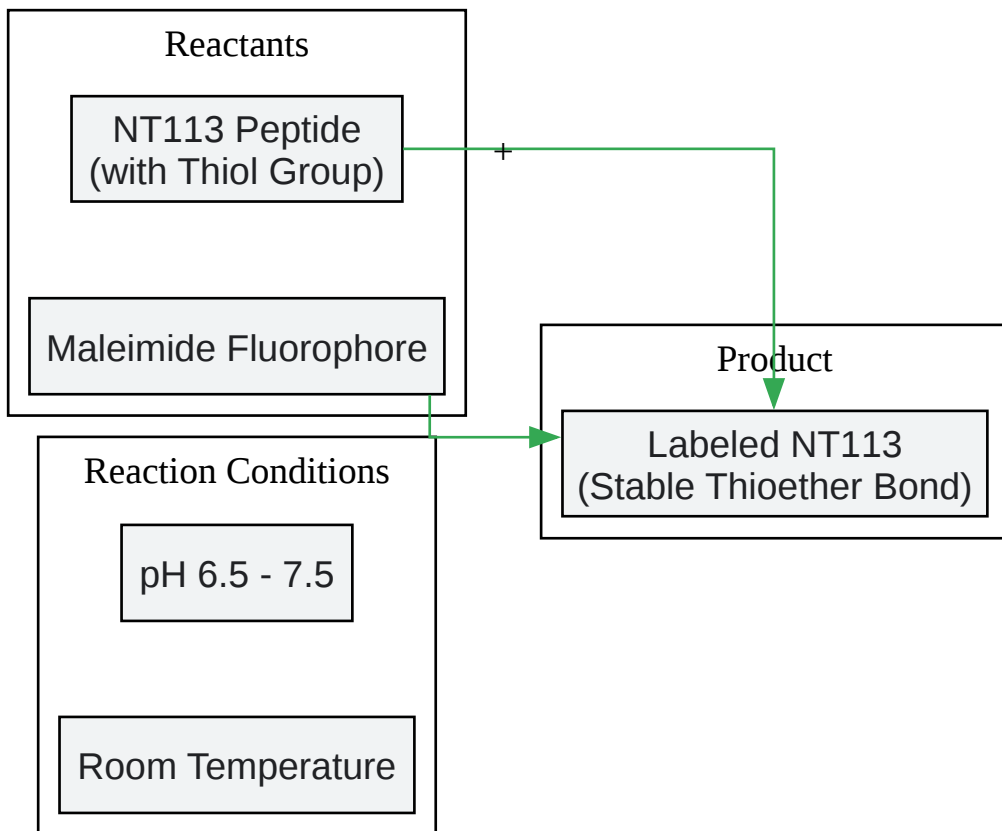 Reactants
NT113 Peptide
(with Thiol Group)
+
Maleimide Fluorophore
Product
Labeled NT113
(Stable Thioether Bond)
Reaction Conditions
pH 6.5 - 7.5
Room Temperature